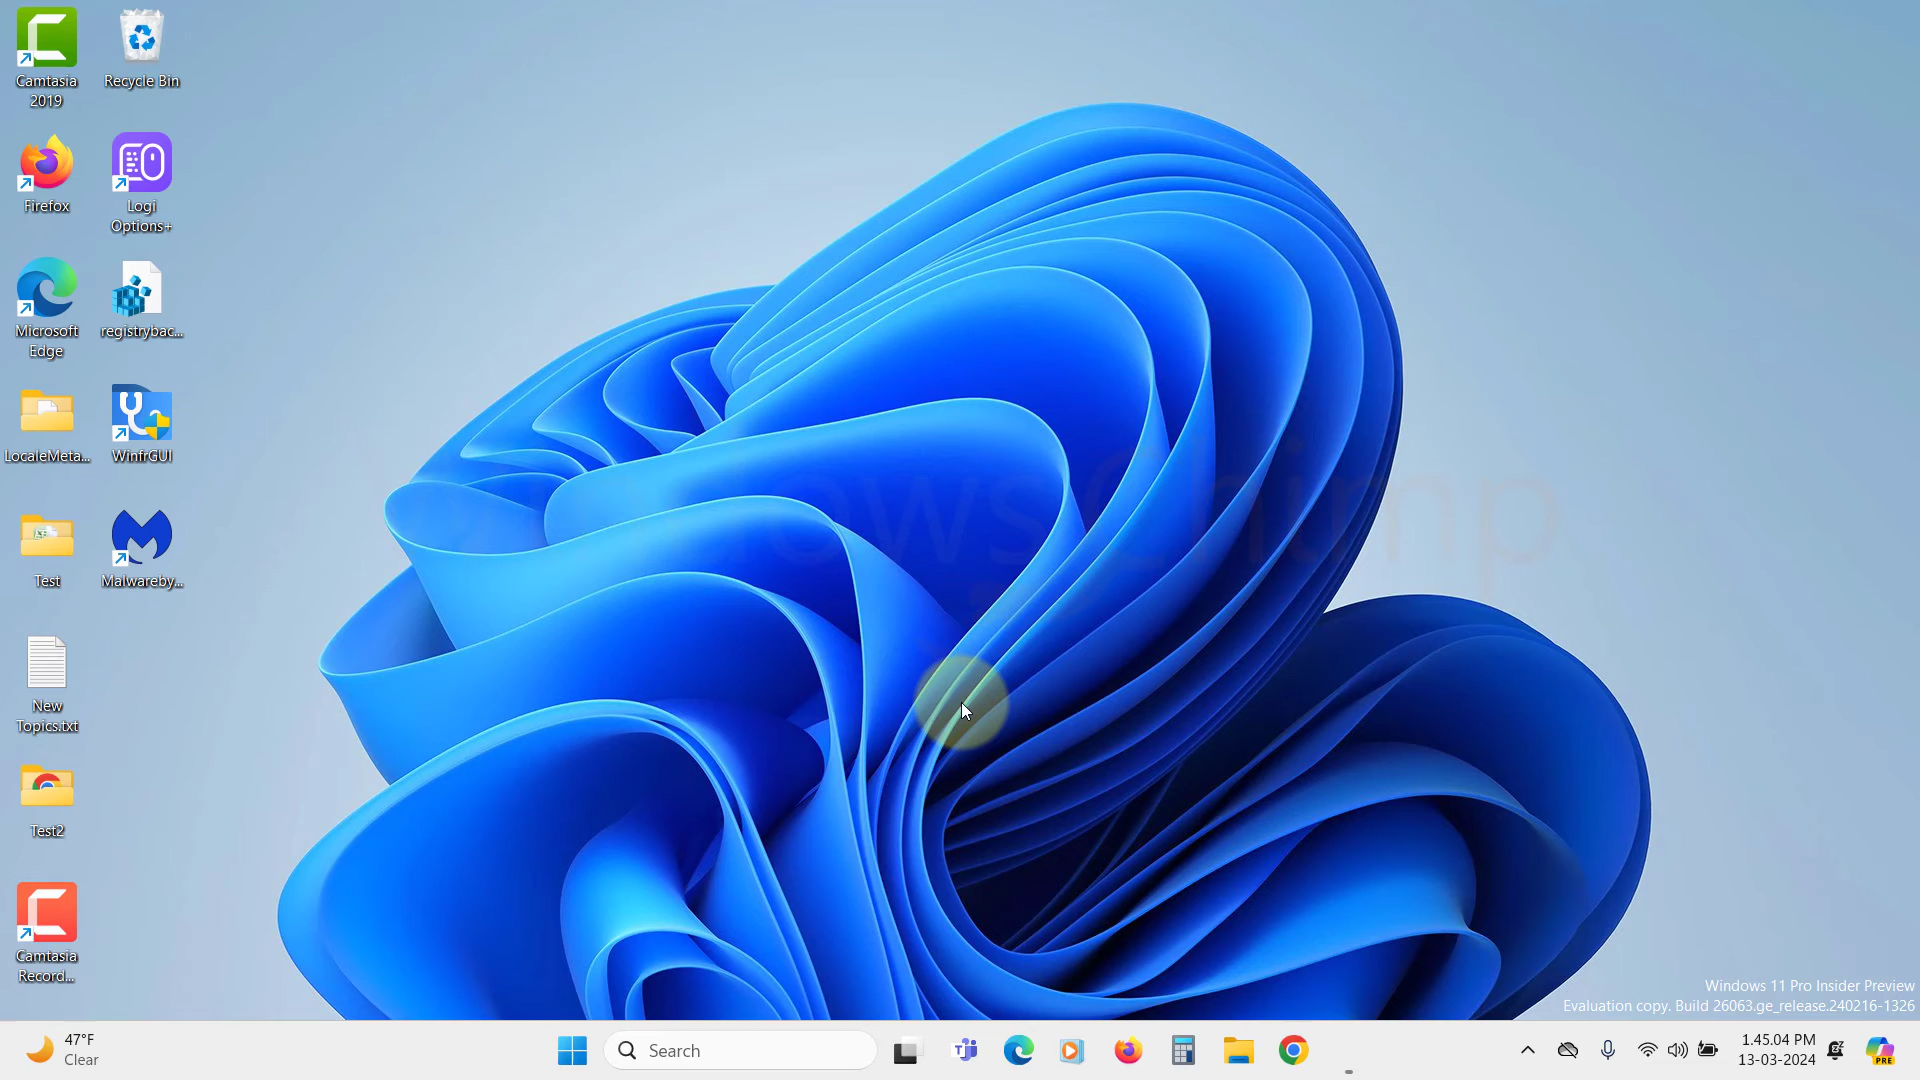 Camtasia
2019
Recycle Bin
Firefox
Logi
Options+
Microsoft
Edge
registrybac...
LocaleMeta...
WinfrGUI
Test
Malwareby...
New
Topics.txt
Test2
Camtasia
Record...
Windows 11 Pro Insider Preview
Evaluation copy. Build 26063.ge_release.240216-1326
47°F
Clear
Search
1.45.04 PM
13-03-2024
PRE